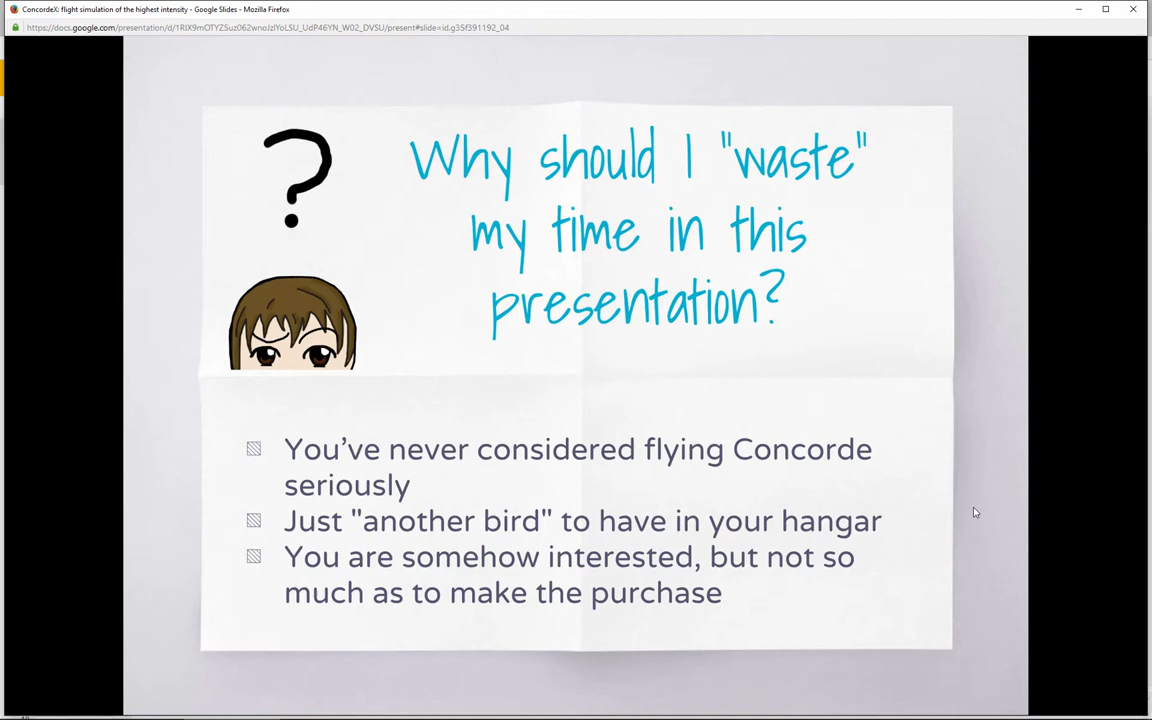 ConcordeX: flight simulation of the highest intensity - Google Slides - Mozilla Firefox
?
Why should I "waste"
my time in this
presentation?
You've never considered flying Concorde
seriously
Just "another bird" to have in your hangar
You are somehow interested, but not so
much as to make the purchase